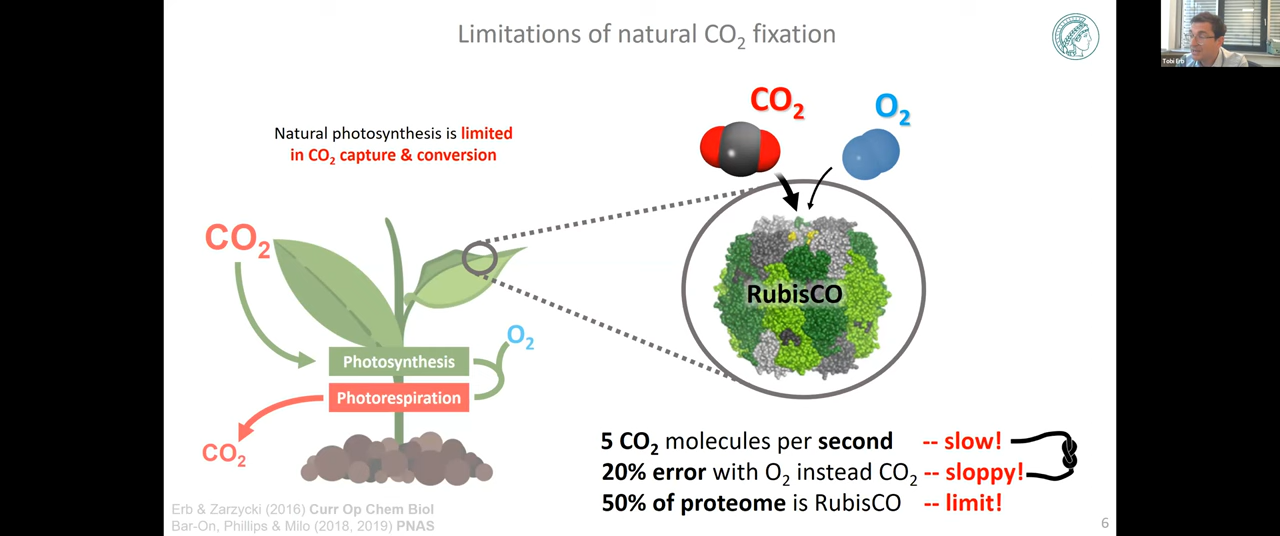 Limitations of natural CO₂ fixation
Tobi Erb
Natural photosynthesis is limited
in CO₂ capture & conversion
CO₂
O₂
CO₂
RubisCO
O₂
Photosynthesis
Photorespiration
CO₂
5 CO₂ molecules per second -- slow!
20% error with O₂ instead CO₂ -- sloppy!
50% of proteome is RubisCO -- limit!
Erb & Zarzycki (2016) Curr Op Chem Biol
Bar-On, Phillips & Milo (2018, 2019) PNAS
6